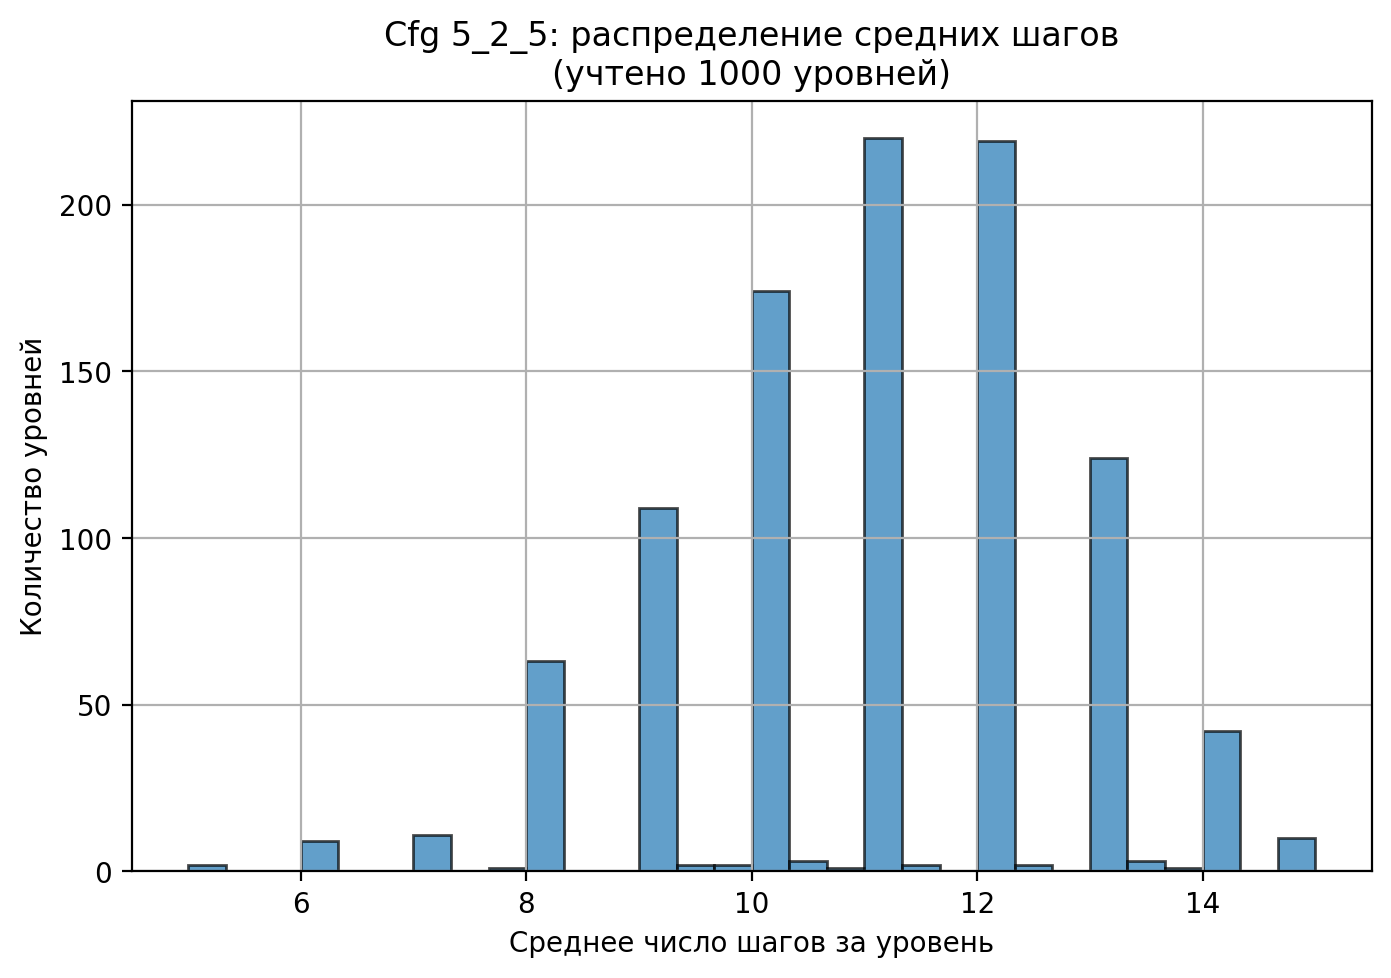 Cfg 5_2_5: распределение средних шагов
(учтено 1000 уровней)
Количество уровней
200
150
100
50
0
6 8 10 12 14
Среднее число шагов за уровень